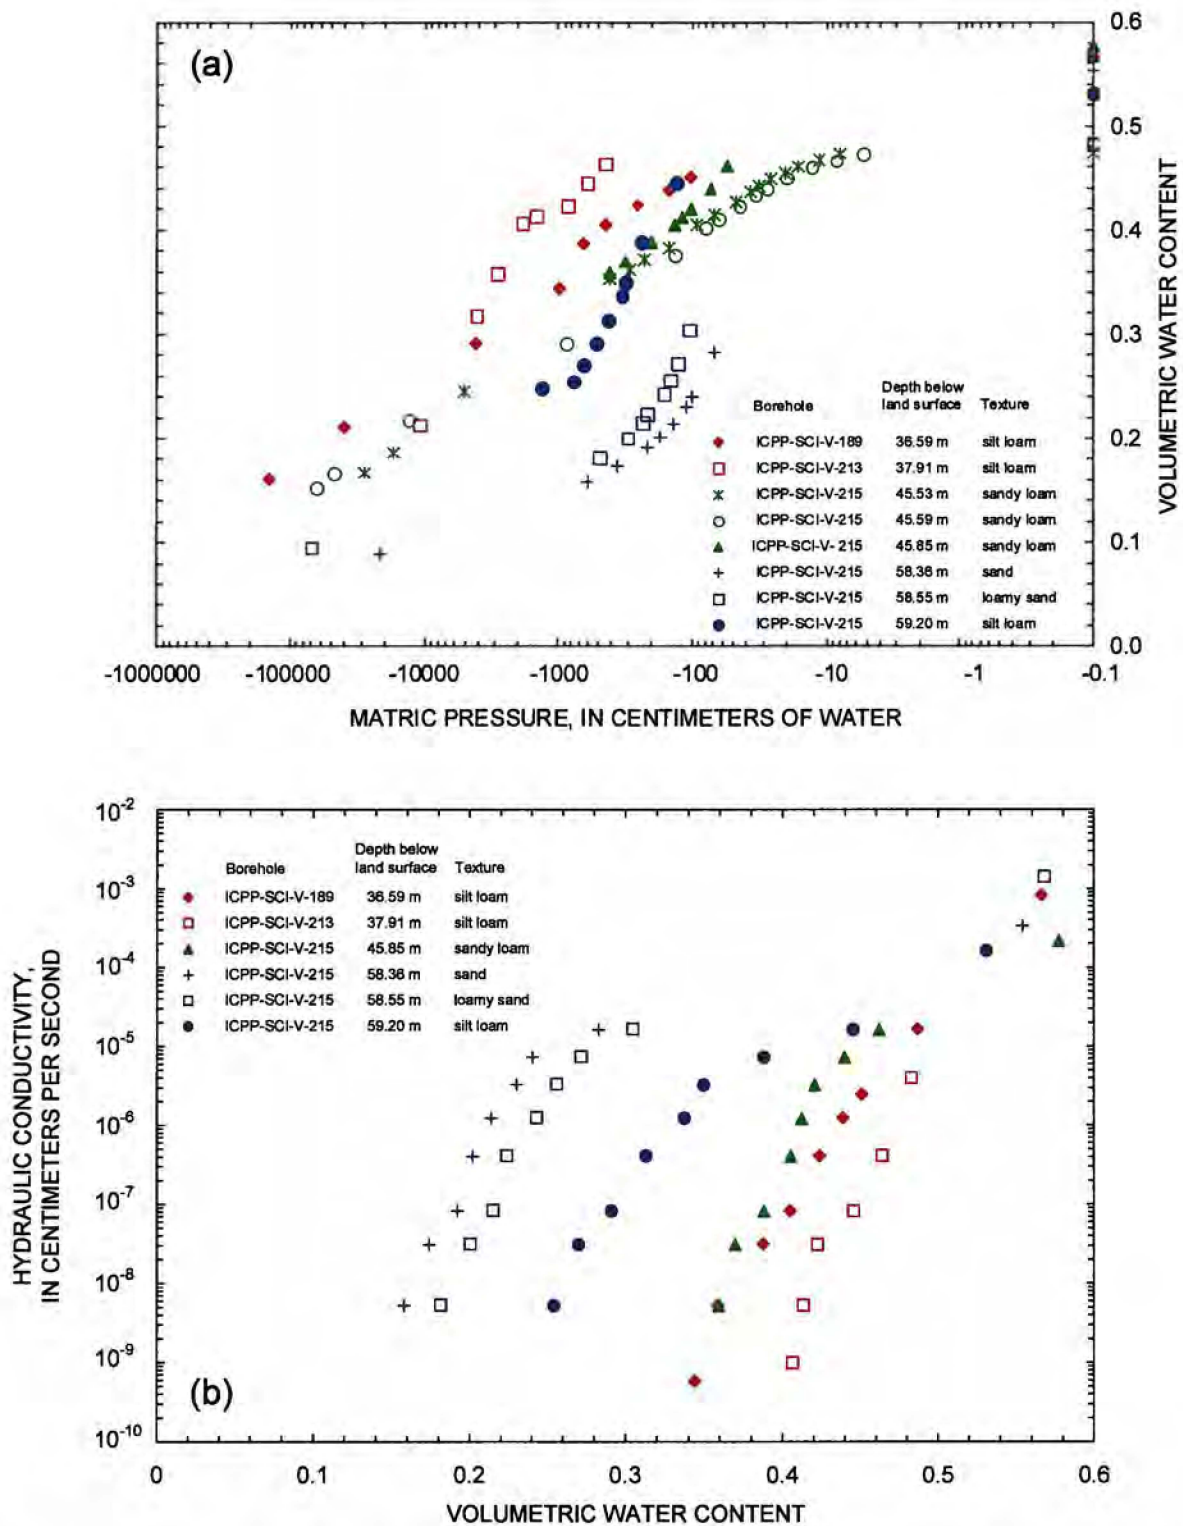 (a)
0.6
0.5
0.4
0.3
0.2
0.1
0.0
VOLUMETRIC WATER CONTENT
Borehole Depth below land surface Texture
ICPP-SCI-V-189 36.59 m silt loam
ICPP-SCI-V-213 37.91 m silt loam
ICPP-SCI-V-215 45.53 m sandy loam
ICPP-SCI-V-215 45.59 m sandy loam
ICPP-SCI-V- 215 45.85 m sandy loam
ICPP-SCI-V-215 58.36 m sand
ICPP-SCI-V-215 58.55 m loamy sand
ICPP-SCI-V-215 59.20 m silt loam
-1000000 -100000 -10000 -1000 -100 -10 -1 -0.1
MATRIC PRESSURE, IN CENTIMETERS OF WATER
10-2
10-3
10-4
10-5
10-6
10-7
10-8
10-9
10-10
HYDRAULIC CONDUCTIVITY,
IN CENTIMETERS PER SECOND
Borehole Depth below land surface Texture
ICPP-SCI-V-189 36.59 m silt loam
ICPP-SCI-V-213 37.91 m silt loam
ICPP-SCI-V-215 45.85 m sandy loam
ICPP-SCI-V-215 58.36 m sand
ICPP-SCI-V-215 58.55 m loamy sand
ICPP-SCI-V-215 59.20 m silt loam
(b)
0 0.1 0.2 0.3 0.4 0.5 0.6
VOLUMETRIC WATER CONTENT